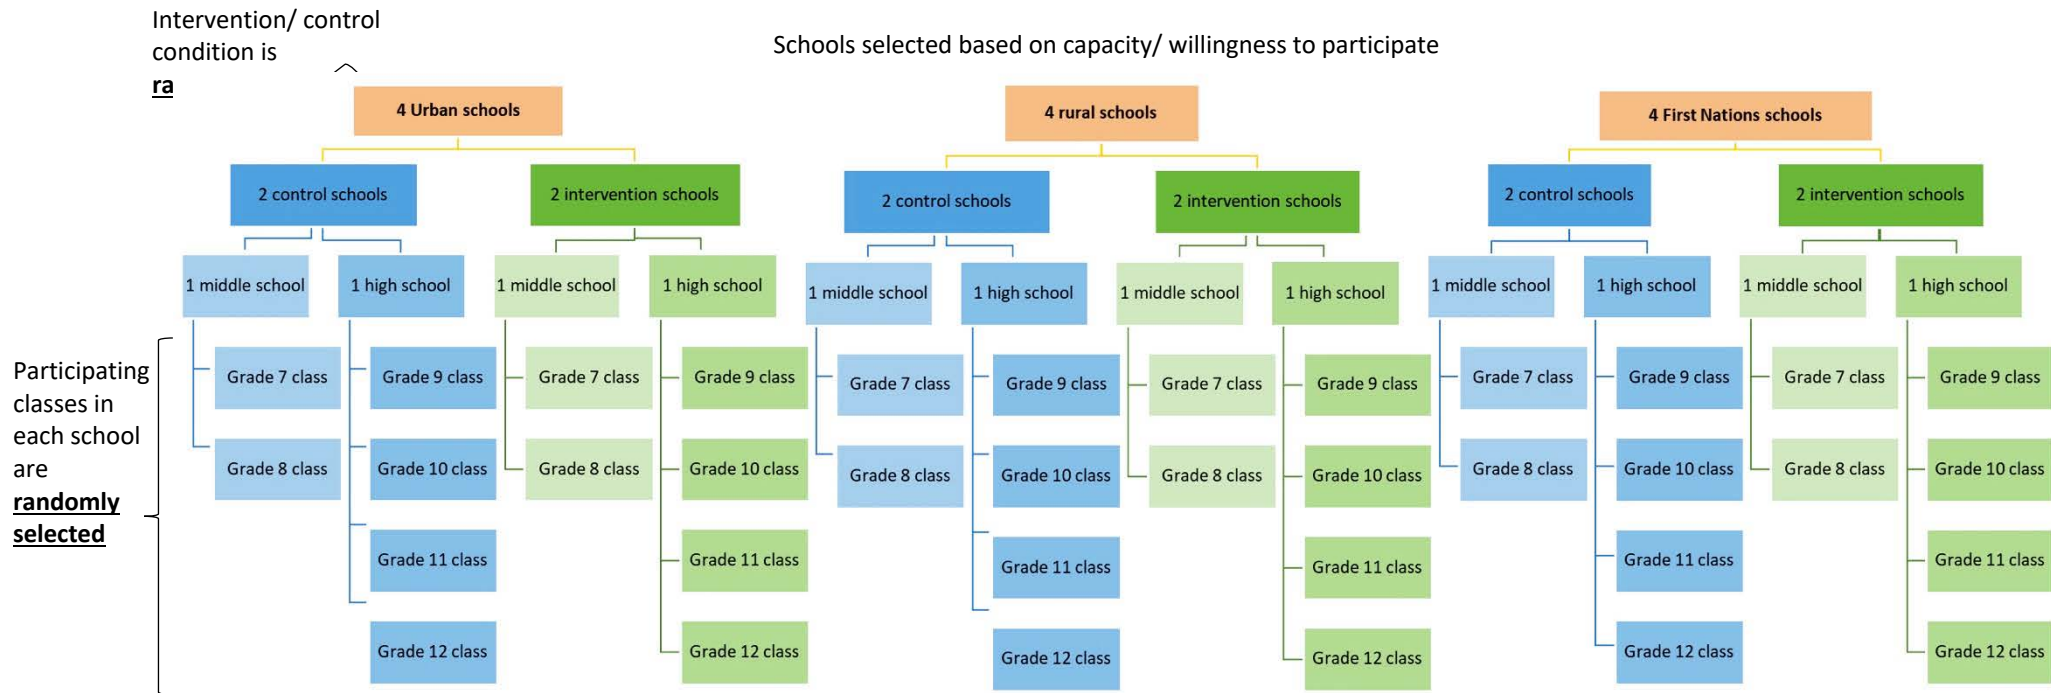 Intervention/ control
condition is
ra
Schools selected based on capacity/ willingness to participate
4 Urban schools
4 rural schools
4 First Nations schools
2 control schools
2 intervention schools
2 control schools
2 intervention schools
2 control schools
2 intervention schools
1 middle school
1 high school
1 middle school
1 high school
1 middle school
1 high school
1 middle school
1 high school
1 middle school
1 high school
1 middle school
1 high school
Participating
classes in
each school
are
randomly
selected
Grade 7 class
Grade 9 class
Grade 7 class
Grade 9 class
Grade 7 class
Grade 9 class
Grade 7 class
Grade 9 class
Grade 7 class
Grade 9 class
Grade 7 class
Grade 9 class
Grade 8 class
Grade 10 class
Grade 8 class
Grade 10 class
Grade 8 class
Grade 10 class
Grade 8 class
Grade 10 class
Grade 8 class
Grade 10 class
Grade 8 class
Grade 10 class
Grade 11 class
Grade 11 class
Grade 11 class
Grade 11 class
Grade 11 class
Grade 11 class
Grade 12 class
Grade 12 class
Grade 12 class
Grade 12 class
Grade 12 class
Grade 12 class